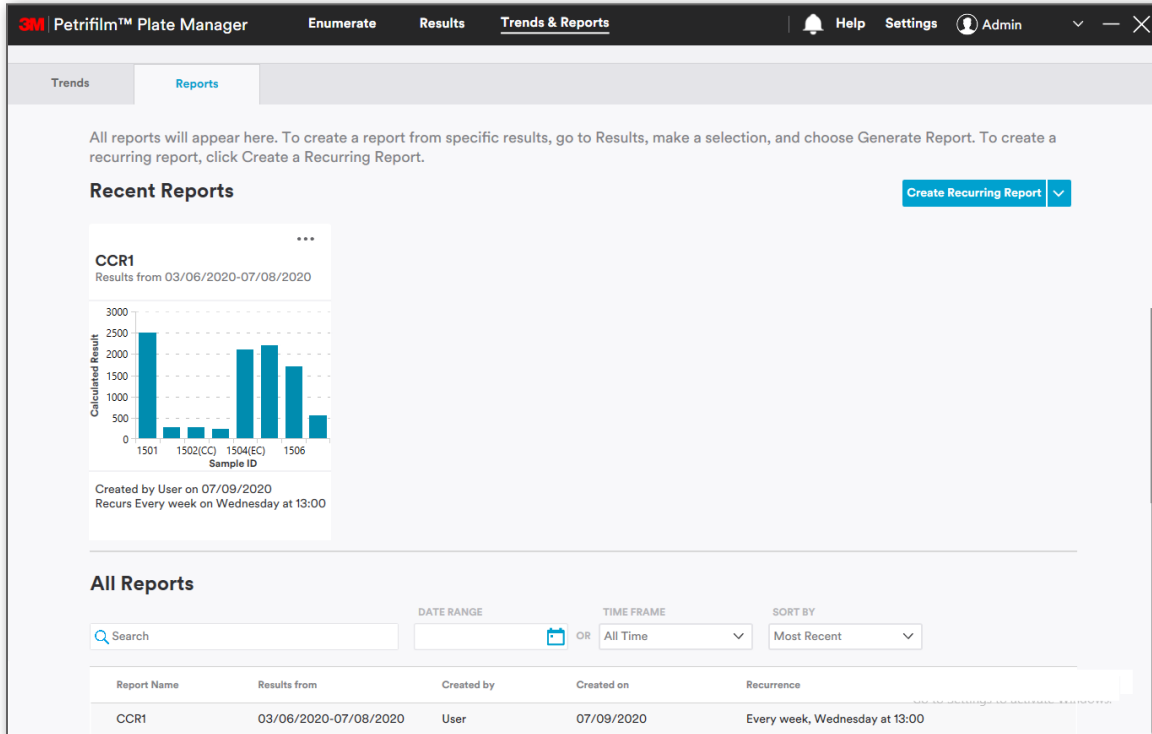 3M Petrifilm™ Plate Manager Enumerate Results Trends & Reports Help Settings Admin
Trends Reports
All reports will appear here. To create a report from specific results, go to Results, make a selection, and choose Generate Report. To create a
recurring report, click Create a Recurring Report.
Recent Reports
Create Recurring Report
CCR1
Results from 03/06/2020-07/08/2020
3000
2500
2000
1500
1000
500
0
Calculated Result
1501 1502(CC) 1504(EC) 1506
Sample ID
Created by User on 07/09/2020
Recurs Every week on Wednesday at 13:00
All Reports
DATE RANGE TIME FRAME SORT BY
Search OR All Time Most Recent
Report Name Results from Created by Created on Recurrence
Go to Settings to activate Windows.
CCR1 03/06/2020-07/08/2020 User 07/09/2020 Every week, Wednesday at 13:00